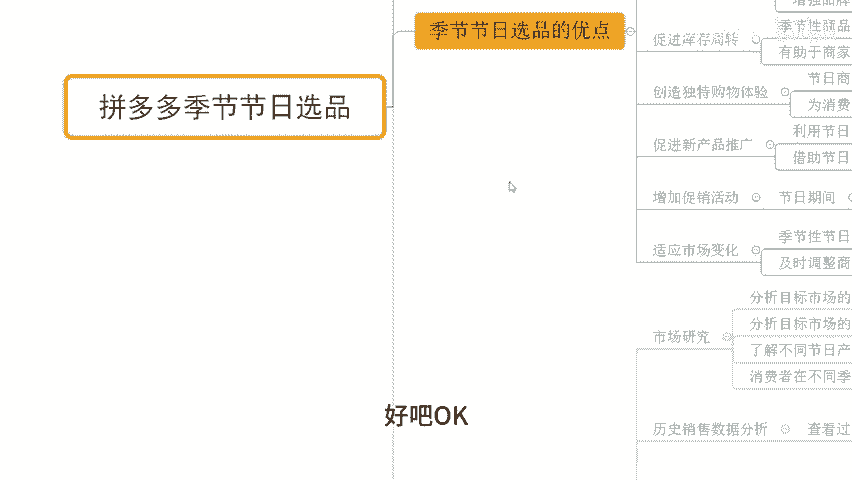 季节节日选品的优点
拼多多季节节日选品
季节性商品
促进库存周转
有助于商家
节日商
创造独特购物体验
为消费
利用节日
促进新产品推广
借助节日
增加促销活动
节日期间
季节性节日
适应市场变化
及时调整商
分析目标市场的
分析目标市场的
市场研究
了解不同节日产
消费者在不同季
历史销售数据分析
查看过
好吧OK